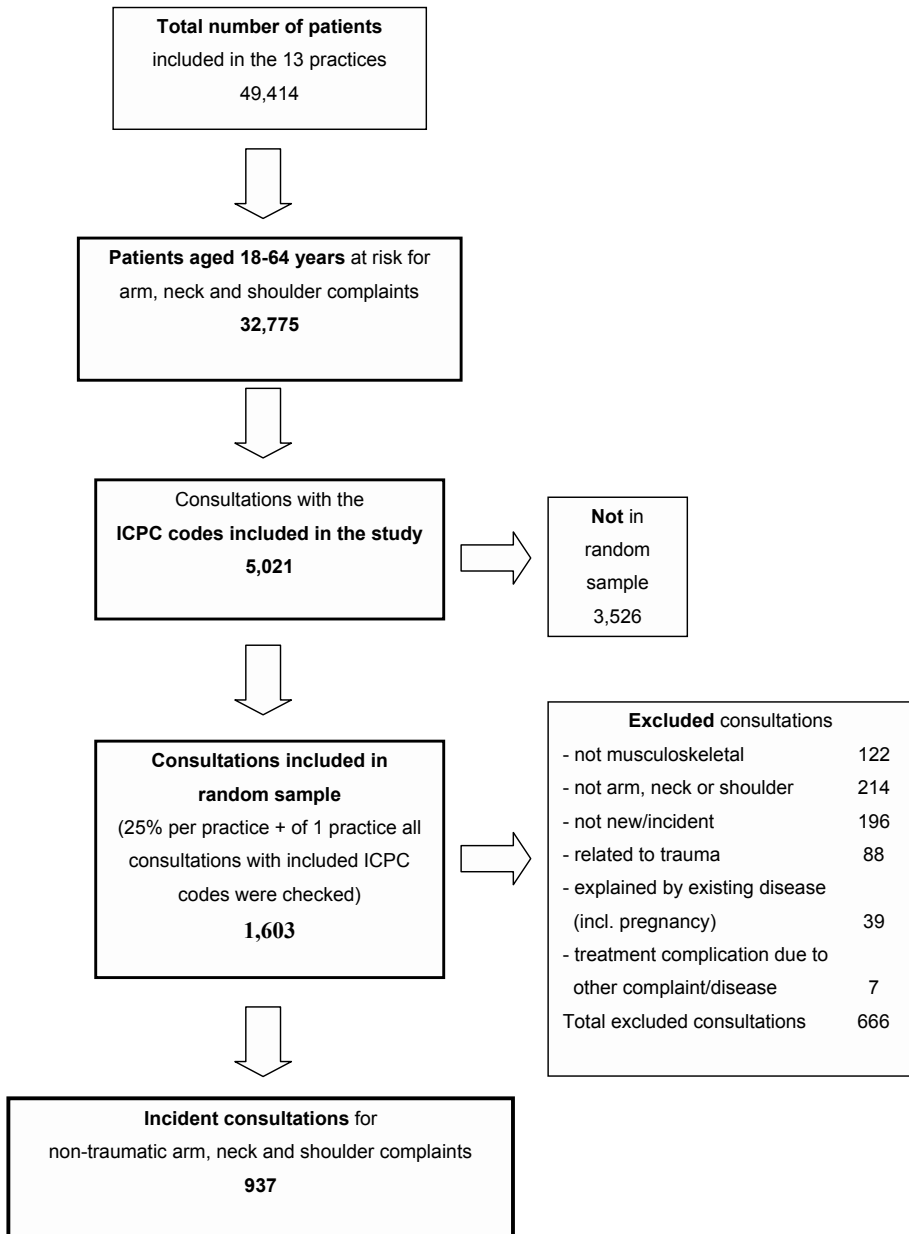 Total number of patients
included in the 13 practices
49,414
Patients aged 18-64 years at risk for
arm, neck and shoulder complaints
32,775
Consultations with the
ICPC codes included in the study
5,021
Not in
random
sample
3,526
Consultations included in
random sample
(25% per practice + of 1 practice all
consultations with included ICPC
codes were checked)
1,603
Excluded consultations
- not musculoskeletal 122
- not arm, neck or shoulder 214
- not new/incident 196
- related to trauma 88
- explained by existing disease
(incl. pregnancy) 39
- treatment complication due to
other complaint/disease 7
Total excluded consultations 666
Incident consultations for
non-traumatic arm, neck and shoulder complaints
937